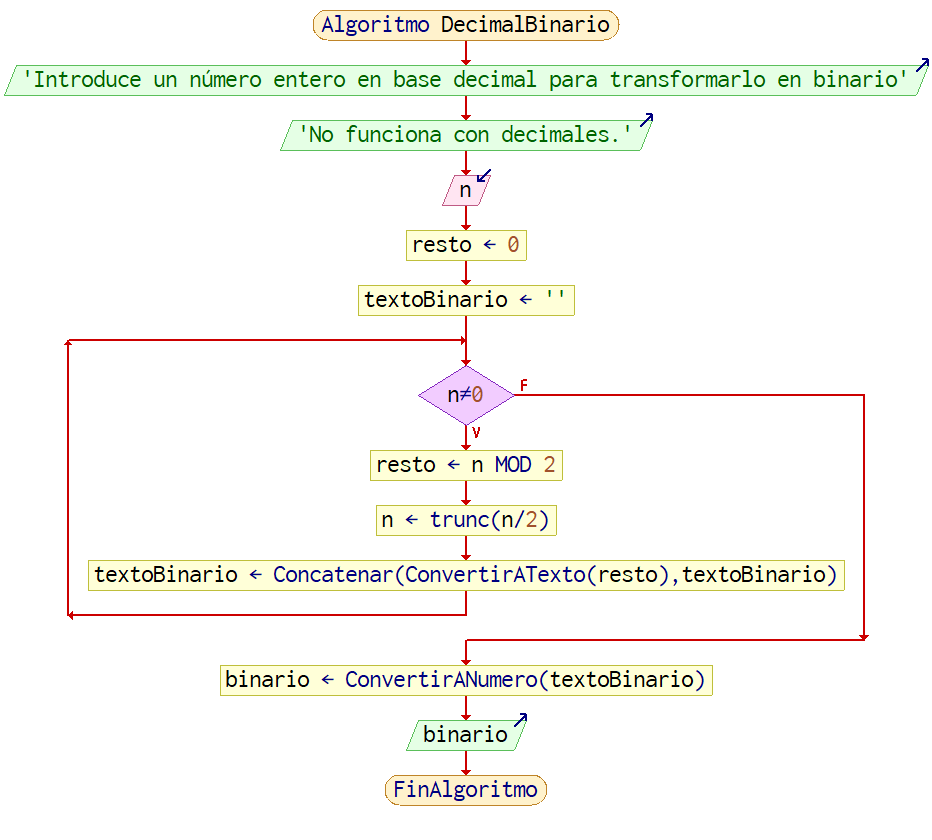 Algoritmo DecimalBinario
'Introduce un número entero en base decimal para transformarlo en binario'
'No funciona con decimales.'
n
resto ← 0
textoBinario ← ''
n≠0
F
V
resto ← n MOD 2
n ← trunc(n/2)
textoBinario ← Concatenar(ConvertirATexto(resto),textoBinario)
binario ← ConvertirANumero(textoBinario)
binario
FinAlgoritmo